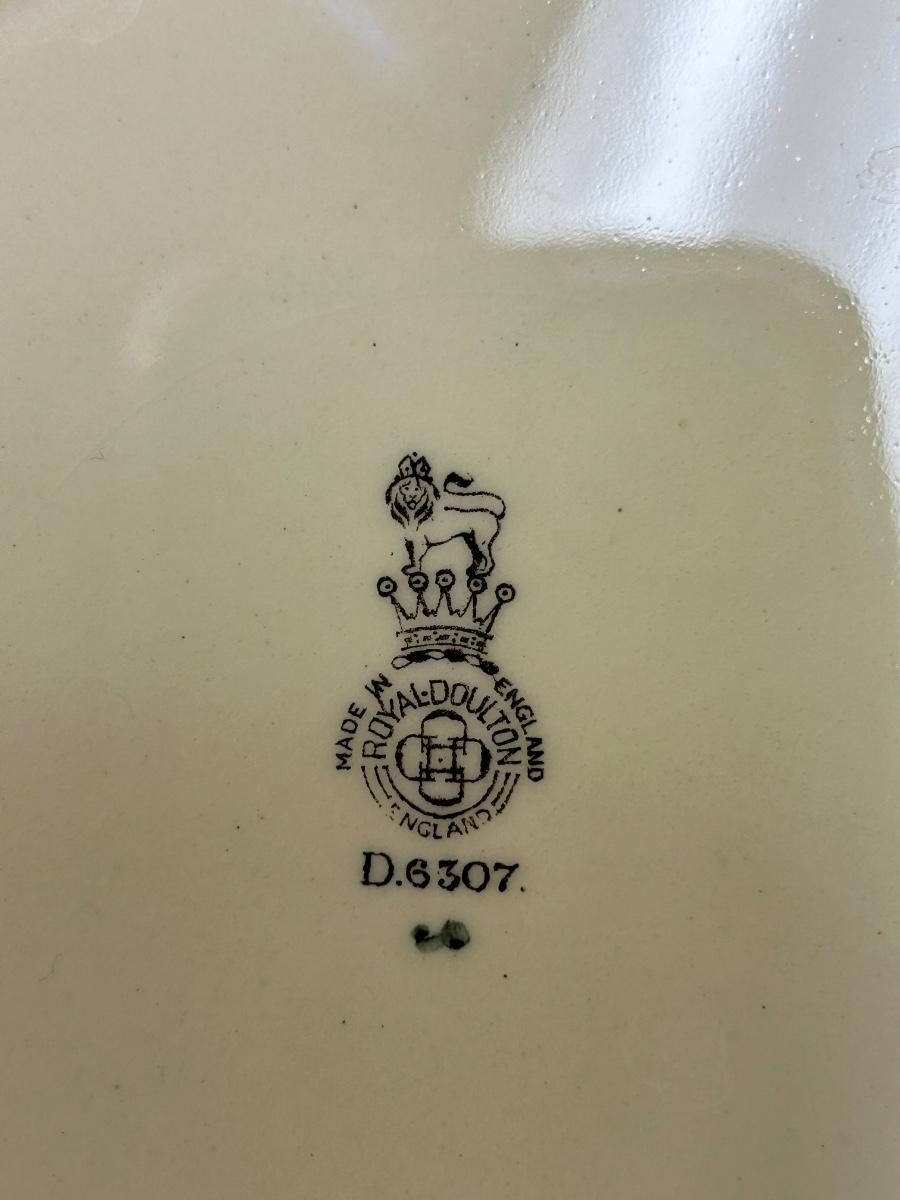 MADE IN ENGLAND
ROYAL·DOULTON
ENGLAND
D.6307.